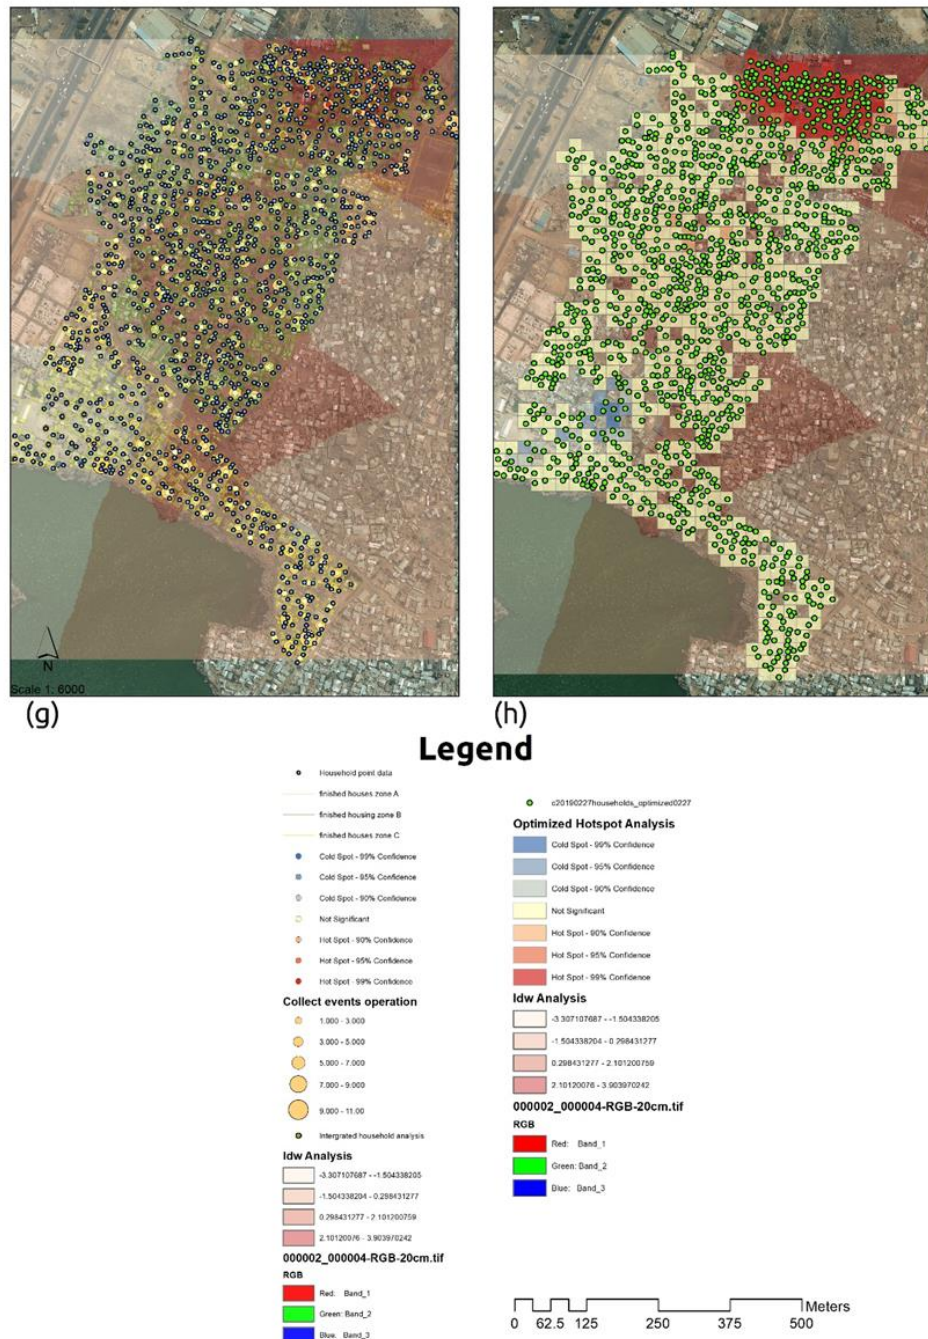 N
Scale 1: 6000
(g)
(h)
Legend
Household point data
finished houses zone A
finished housing zone B
finished houses zone C
Cold Spot - 99% Confidence
Cold Spot - 95% Confidence
Cold Spot - 90% Confidence
Not Significant
Hot Spot - 90% Confidence
Hot Spot - 95% Confidence
Hot Spot - 99% Confidence
Collect events operation
1.000 - 3.000
3.000 - 5.000
5.000 - 7.000
7.000 - 9.000
9.000 - 11.00
Intergrated household analysis
Idw Analysis
-3.307107687 - -1.504338205
-1.504338204 - 0.298431277
0.298431277 - 2.101200759
2.10120076 - 3.903970242
000002_000004-RGB-20cm.tif
RGB
Red: Band_1
Green: Band_2
Blue: Band_3
c20190227households_optimized0227
Optimized Hotspot Analysis
Cold Spot - 99% Confidence
Cold Spot - 95% Confidence
Cold Spot - 90% Confidence
Not Significant
Hot Spot - 90% Confidence
Hot Spot - 95% Confidence
Hot Spot - 99% Confidence
Idw Analysis
-3.307107687 - -1.504338205
-1.504338204 - 0.298431277
0.298431277 - 2.101200759
2.10120076 - 3.903970242
000002_000004-RGB-20cm.tif
RGB
Red: Band_1
Green: Band_2
Blue: Band_3
Meters
0 62.5 125 250 375 500